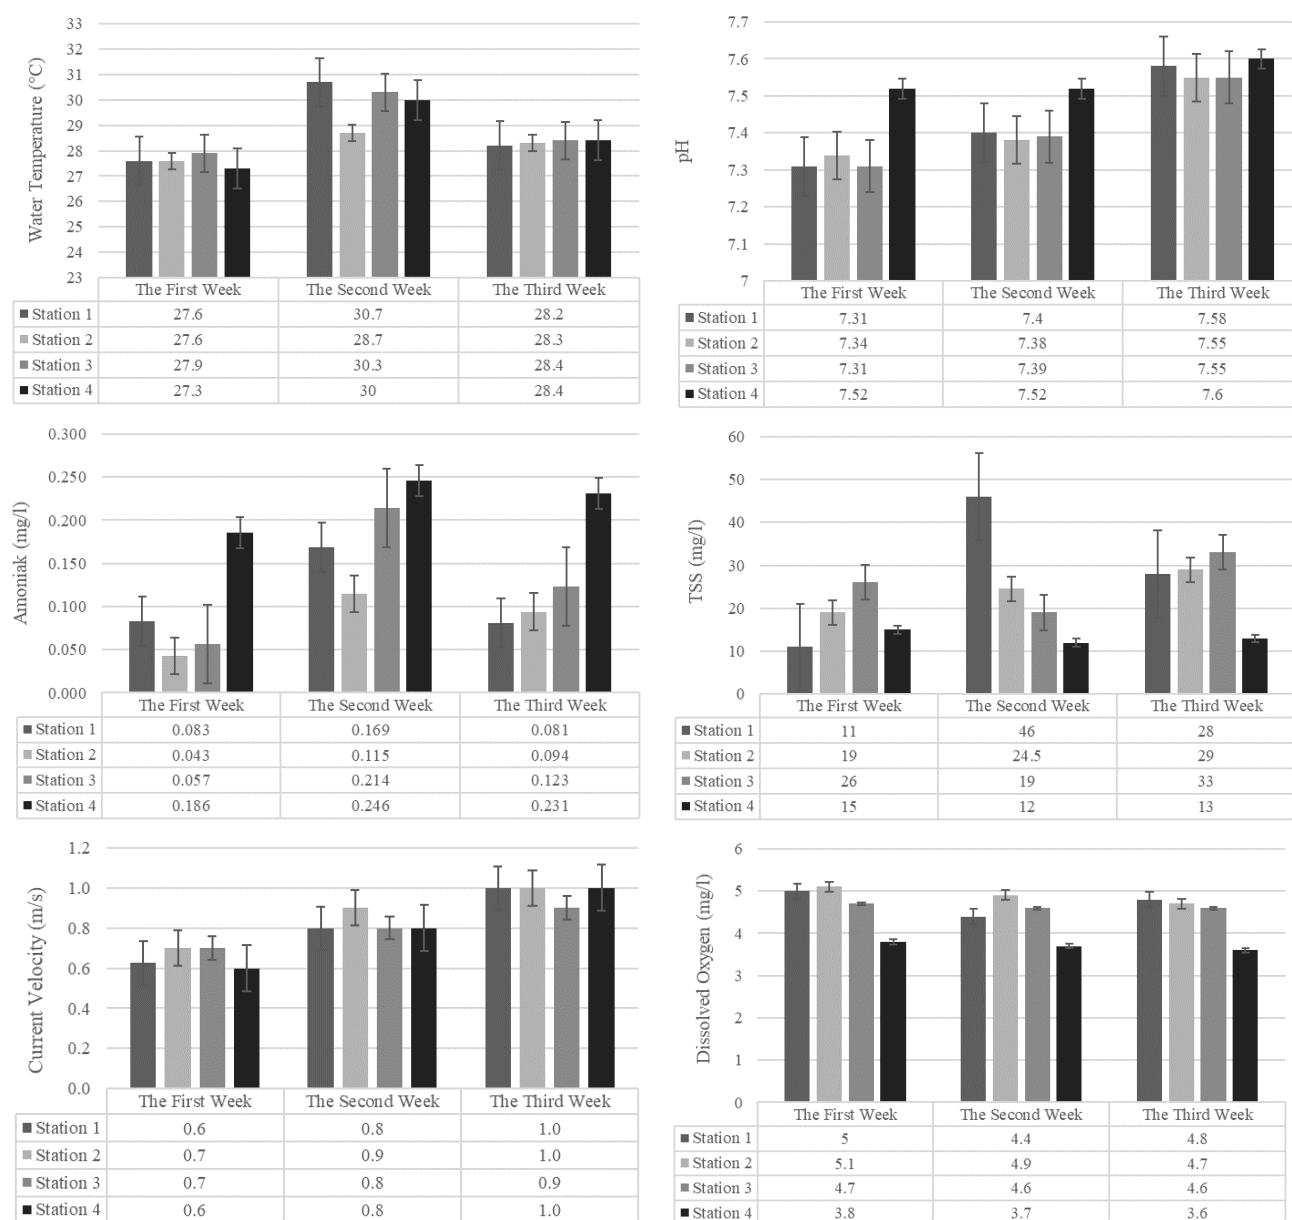 33
32
31
30
29
28
27
26
25
24
23
Water Temperature (°C)
The First Week The Second Week The Third Week
Station 1 27.6 30.7 28.2
Station 2 27.6 28.7 28.3
Station 3 27.9 30.3 28.4
Station 4 27.3 30 28.4
7.7
7.6
7.5
7.4
7.3
7.2
7.1
7
pH
The First Week The Second Week The Third Week
Station 1 7.31 7.4 7.58
Station 2 7.34 7.38 7.55
Station 3 7.31 7.39 7.55
Station 4 7.52 7.52 7.6
0.300
0.250
0.200
0.150
0.100
0.050
0.000
Amoniak (mg/l)
The First Week The Second Week The Third Week
Station 1 0.083 0.169 0.081
Station 2 0.043 0.115 0.094
Station 3 0.057 0.214 0.123
Station 4 0.186 0.246 0.231
60
50
40
30
20
10
0
TSS (mg/l)
The First Week The Second Week The Third Week
Station 1 11 46 28
Station 2 19 24.5 29
Station 3 26 19 33
Station 4 15 12 13
1.2
1.0
0.8
0.6
0.4
0.2
0.0
Current Velocity (m/s)
The First Week The Second Week The Third Week
Station 1 0.6 0.8 1.0
Station 2 0.7 0.9 1.0
Station 3 0.7 0.8 0.9
Station 4 0.6 0.8 1.0
6
5
4
3
2
1
0
Dissolved Oxygen (mg/l)
The First Week The Second Week The Third Week
Station 1 5 4.4 4.8
Station 2 5.1 4.9 4.7
Station 3 4.7 4.6 4.6
Station 4 3.8 3.7 3.6